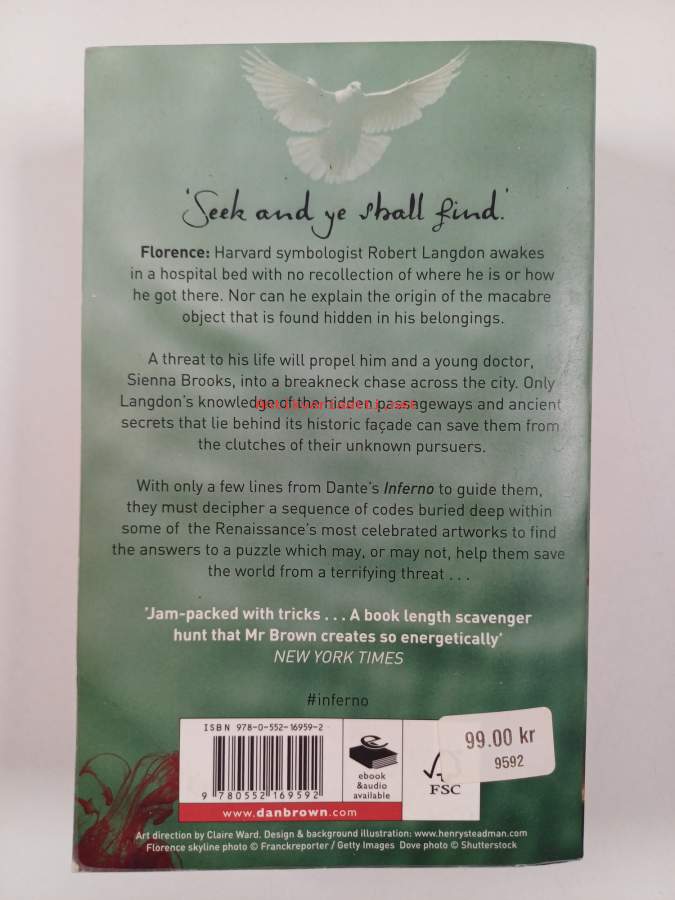 'Seek and ye shall find.'
Florence: Harvard symbologist Robert Langdon awakes
in a hospital bed with no recollection of where he is or how
he got there. Nor can he explain the origin of the macabre
object that is found hidden in his belongings.
A threat to his life will propel him and a young doctor,
Sienna Brooks, into a breakneck chase across the city. Only
Langdon's knowledge of the hidden passageways and ancient
secrets that lie behind its historic façade can save them from
the clutches of their unknown pursuers.
With only a few lines from Dante's Inferno to guide them,
they must decipher a sequence of codes buried deep within
some of the Renaissance's most celebrated artworks to find
the answers to a puzzle which may, or may not, help them save
the world from a terrifying threat . . .
'Jam-packed with tricks . . . A book length scavenger
hunt that Mr Brown creates so energetically'
NEW YORK TIMES
#inferno
ISBN 978-0-552-16959-2
9 780552 169592
ebook
&audio
available
FSC
99.00 kr
9592
www.danbrown.com
Art direction by Claire Ward. Design & background illustration: www.henrysteadman.com
Florence skyline photo © Franckreporter / Getty Images Dove photo © Shutterstock